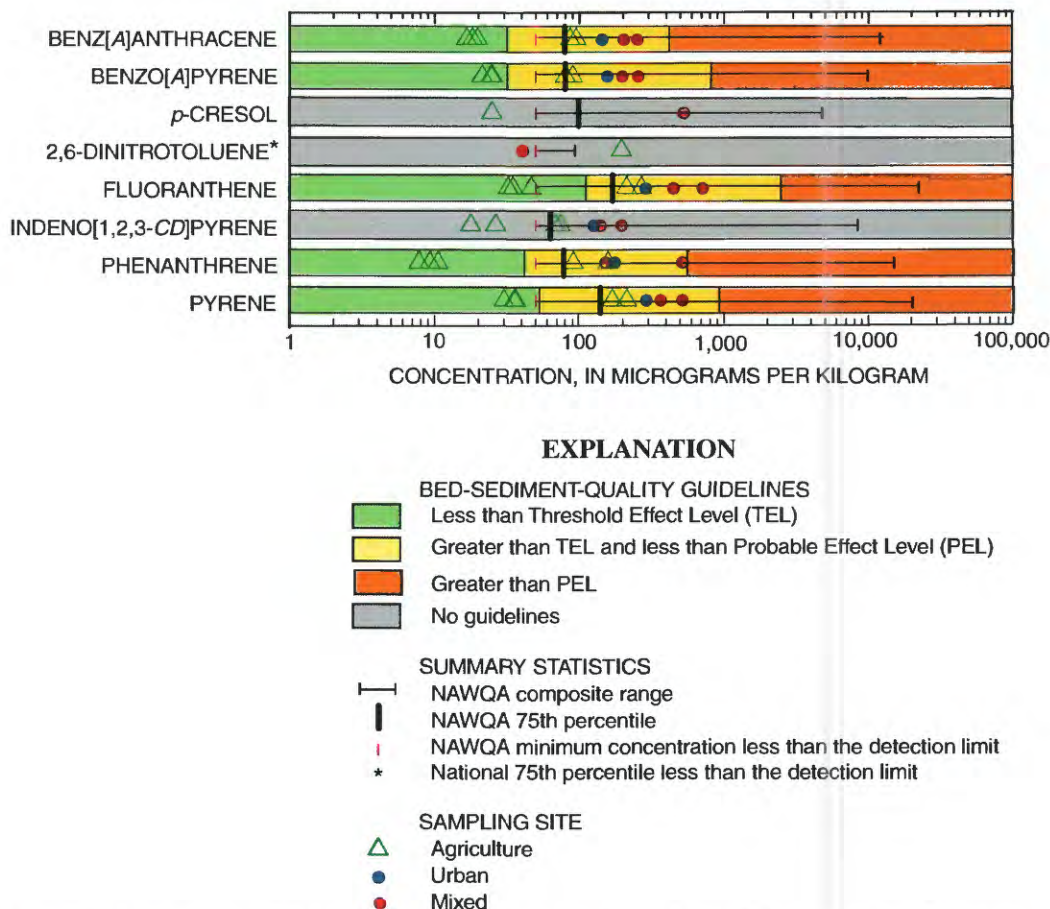 BENZ[A]ANTHRACENE
BENZO[A]PYRENE
p-CRESOL
2,6-DINITROTOLUENE*
FLUORANTHENE
INDENO[1,2,3-CD]PYRENE
PHENANTHRENE
PYRENE
1 10 100 1,000 10,000 100,000
CONCENTRATION, IN MICROGRAMS PER KILOGRAM
EXPLANATION
BED-SEDIMENT-QUALITY GUIDELINES
Less than Threshold Effect Level (TEL)
Greater than TEL and less than Probable Effect Level (PEL)
Greater than PEL
No guidelines
SUMMARY STATISTICS
NAWQA composite range
NAWQA 75th percentile
NAWQA minimum concentration less than the detection limit
* National 75th percentile less than the detection limit
SAMPLING SITE
Agriculture
Urban
Mixed